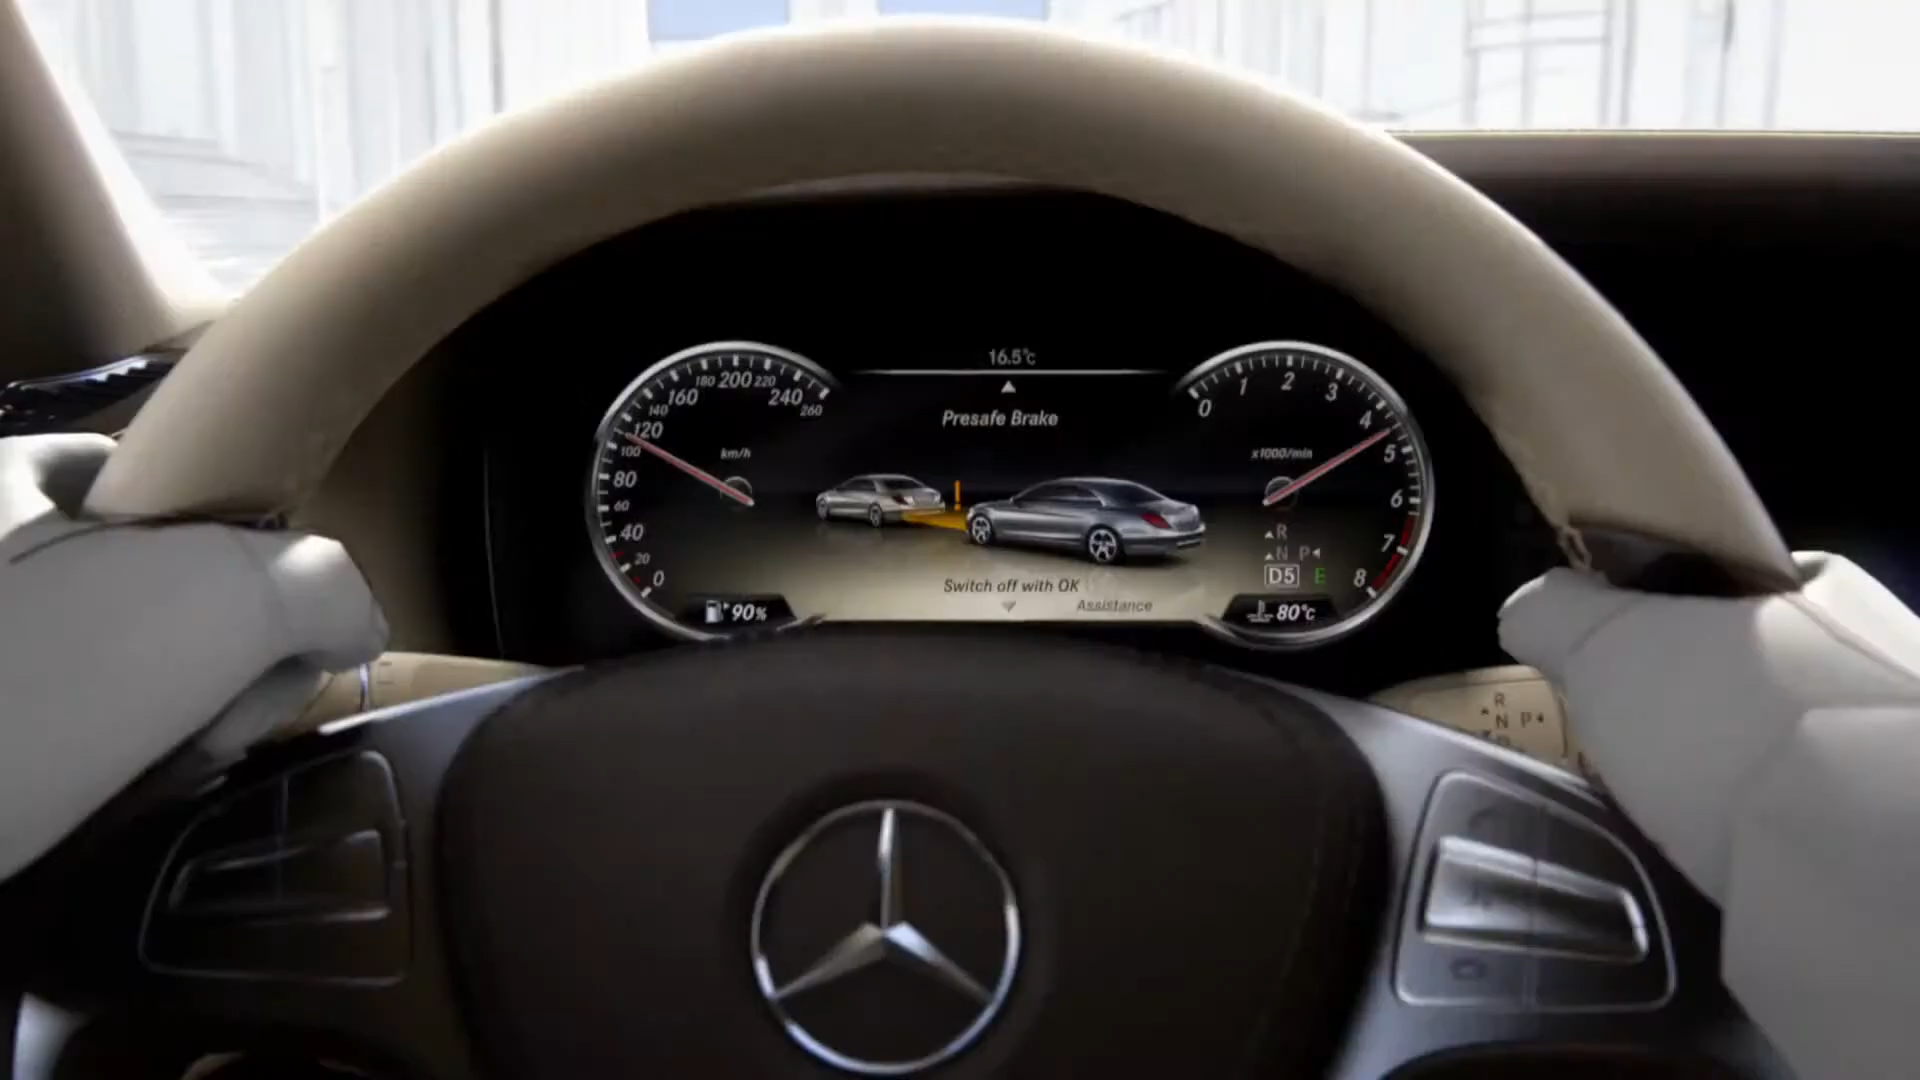 16.5°c
Presafe Brake
Switch off with OK
Assistance
km/h
0
20
40
60
80
100
120
140
160
180
200
220
240
260
90%
x1000/min
0
1
2
3
4
5
6
7
8
R
N P
D5 E
80°c
R
N P